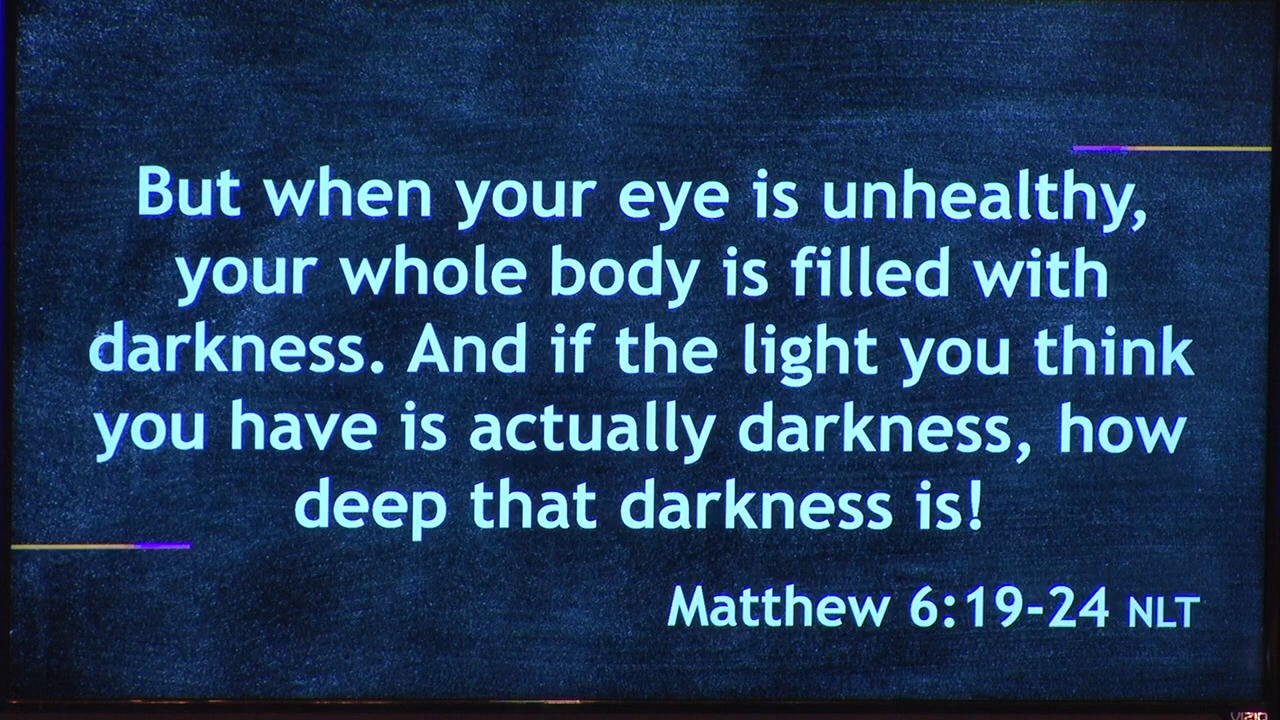 But when your eye is unhealthy,
your whole body is filled with
darkness. And if the light you think
you have is actually darkness, how
deep that darkness is!
Matthew 6:19-24 NLT
VIZIO